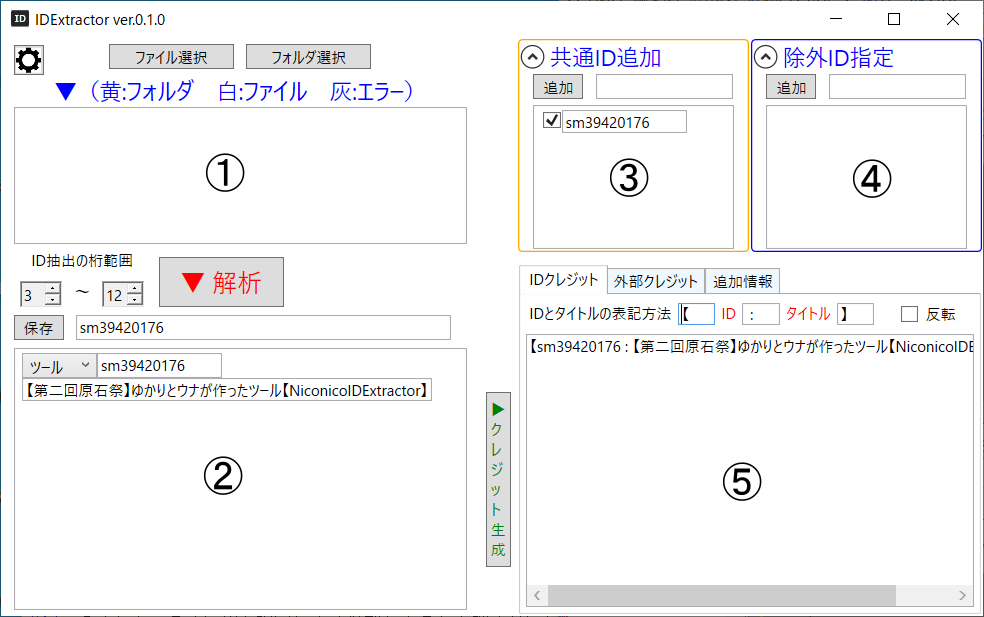 ID IDExtractor ver.0.1.0
ファイル選択 フォルダ選択
▼（黄:フォルダ 白:ファイル 灰:エラー）
①
ID抽出の桁範囲
3 ～ 12
▼ 解析
保存 sm39420176
ツール sm39420176
【第二回原石祭】ゆかりとウナが作ったツール【NiconicoIDExtractor】
②
▶クレジット生成
共通ID追加
追加
sm39420176
③
除外ID指定
追加
④
IDクレジット 外部クレジット 追加情報
IDとタイトルの表記方法 【 ID : タイトル 】 反転
【sm39420176 : 【第二回原石祭】ゆかりとウナが作ったツール【NiconicoIDE
⑤